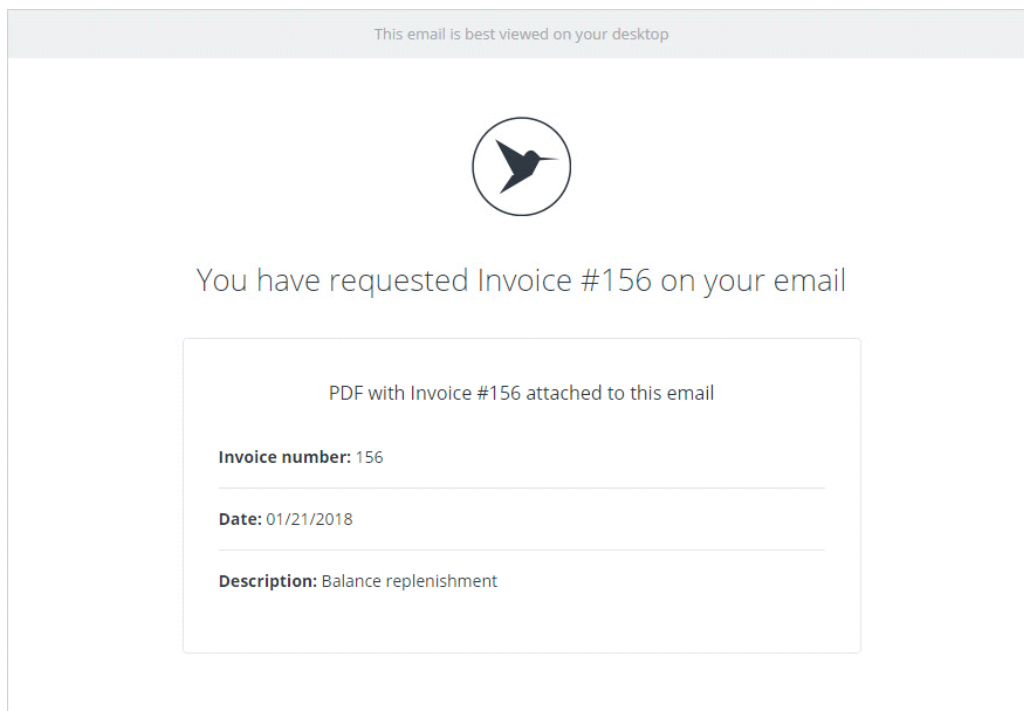 This email is best viewed on your desktop
You have requested Invoice #156 on your email
PDF with Invoice #156 attached to this email
Invoice number: 156
Date: 01/21/2018
Description: Balance replenishment